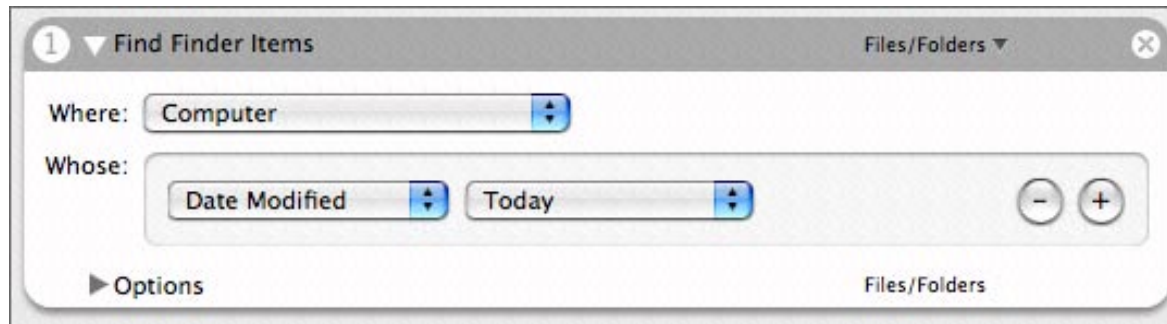 1 Find Finder Items Files/Folders
Where: Computer
Whose:
Date Modified Today - +
Options Files/Folders